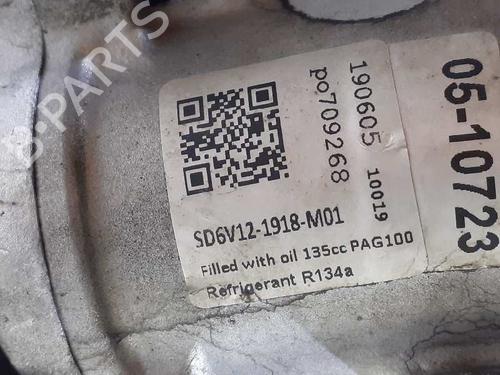 190605 10019
po709268
SD6V12-1918-M01
Filled with oil 135cc PAG100
Refrigerant R134a
05-10723
B-PARTS